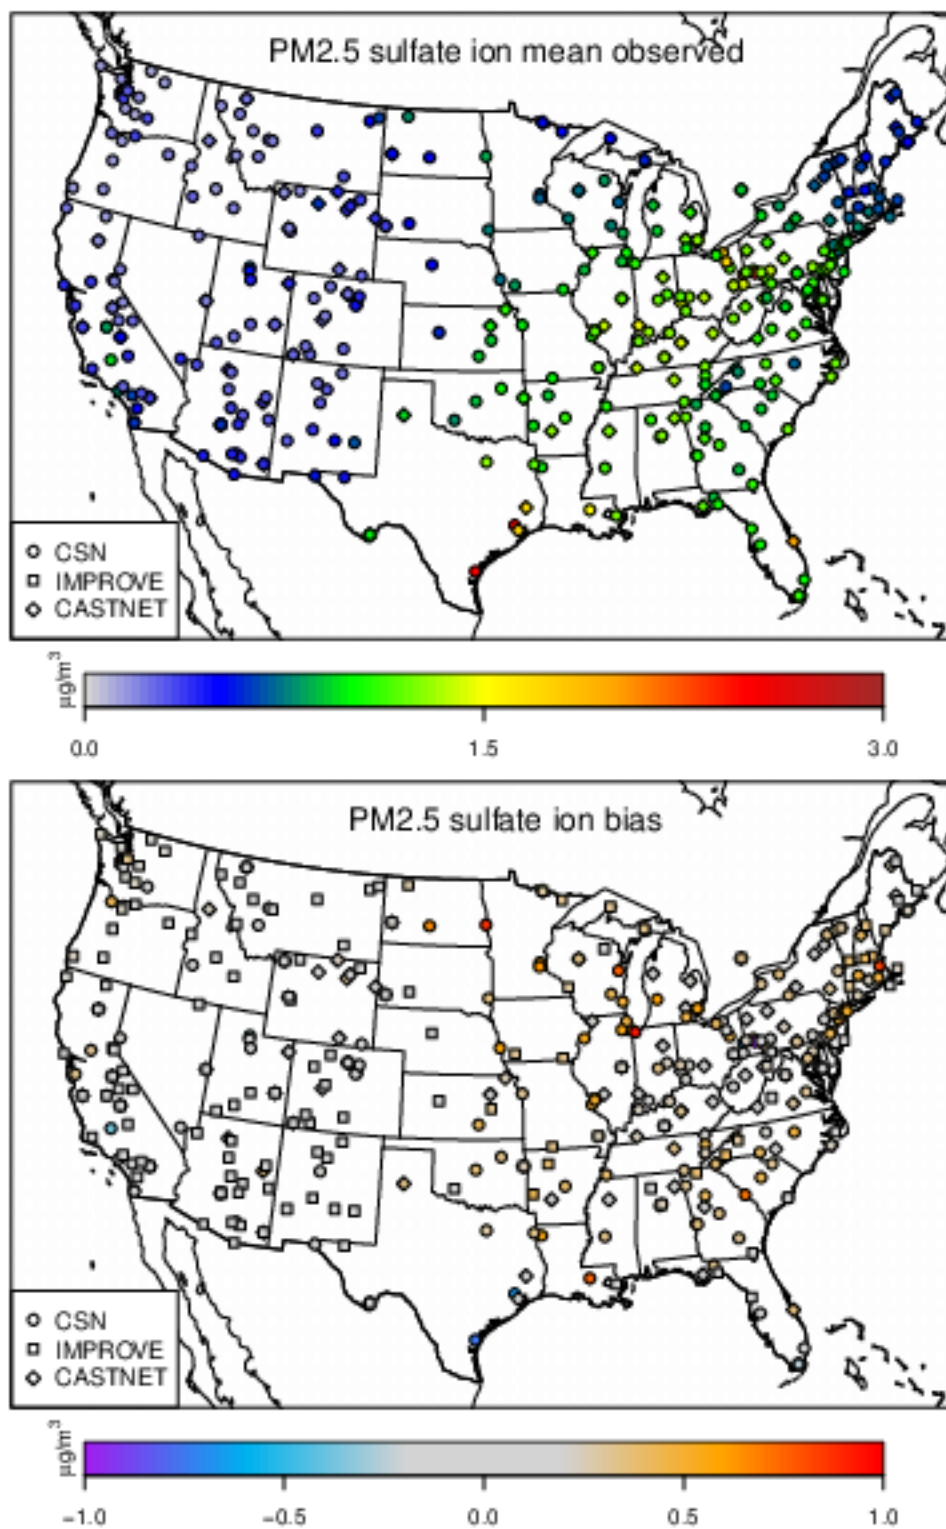 PM2.5 sulfate ion mean observed
CSN
IMPROVE
CASTNET
µg/m³
0.0 1.5 3.0
PM2.5 sulfate ion bias
CSN
IMPROVE
CASTNET
µg/m³
−1.0 −0.5 0.0 0.5 1.0